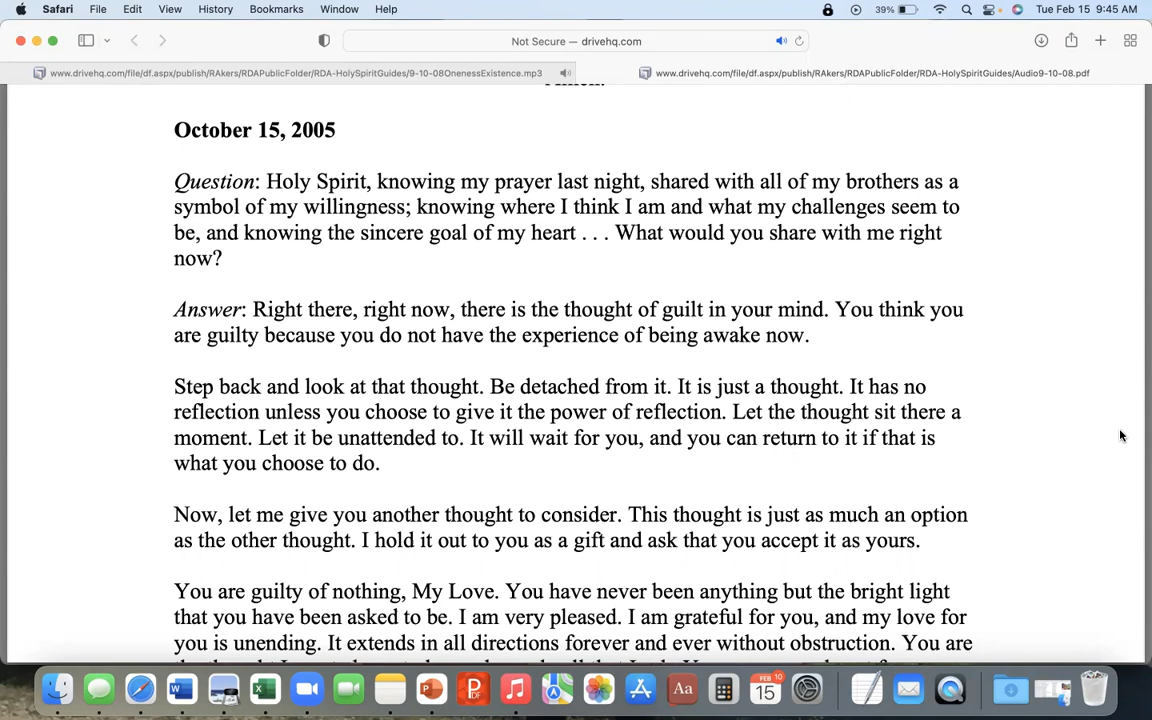 Safari File Edit View History Bookmarks Window Help 39% Tue Feb 15 9:45 AM
Not Secure — drivehq.com
www.drivehq.com/file/df.aspx/publish/RAkers/RDAPublicFolder/RDA-HolySpiritGuides/9-10-08OnenessExistence.mp3 www.drivehq.com/file/df.aspx/publish/RAkers/RDAPublicFolder/RDA-HolySpiritGuides/Audio9-10-08.pdf
October 15, 2005
Question: Holy Spirit, knowing my prayer last night, shared with all of my brothers as a
symbol of my willingness; knowing where I think I am and what my challenges seem to
be, and knowing the sincere goal of my heart . . . What would you share with me right
now?
Answer: Right there, right now, there is the thought of guilt in your mind. You think you
are guilty because you do not have the experience of being awake now.
Step back and look at that thought. Be detached from it. It is just a thought. It has no
reflection unless you choose to give it the power of reflection. Let the thought sit there a
moment. Let it be unattended to. It will wait for you, and you can return to it if that is
what you choose to do.
Now, let me give you another thought to consider. This thought is just as much an option
as the other thought. I hold it out to you as a gift and ask that you accept it as yours.
You are guilty of nothing, My Love. You have never been anything but the bright light
that you have been asked to be. I am very pleased. I am grateful for you, and my love for
you is unending. It extends in all directions forever and ever without obstruction. You are
FEB
15
Aa